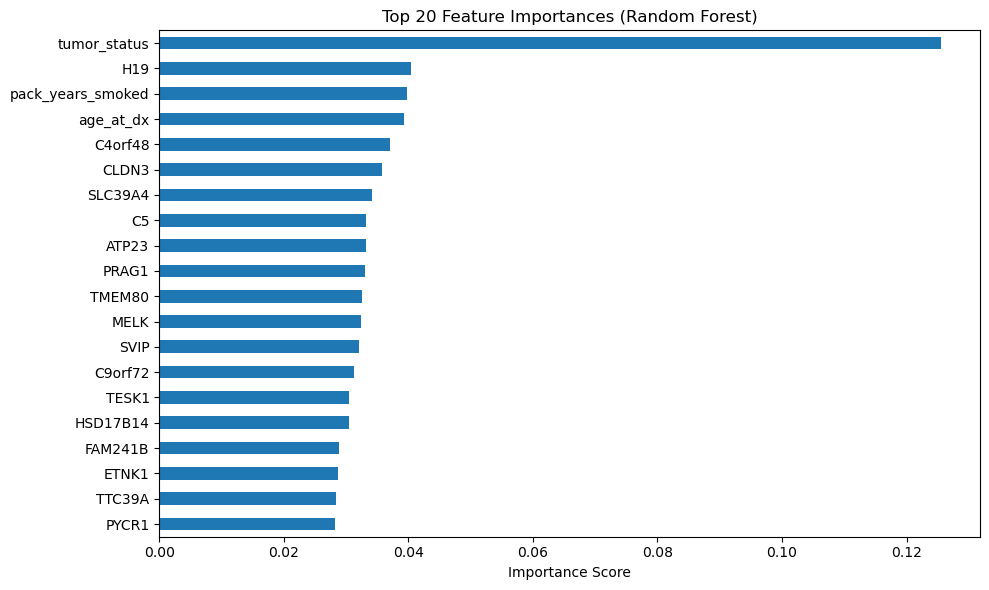 Top 20 Feature Importances (Random Forest)
tumor_status
H19
pack_years_smoked
age_at_dx
C4orf48
CLDN3
SLC39A4
C5
ATP23
PRAG1
TMEM80
MELK
SVIP
C9orf72
TESK1
HSD17B14
FAM241B
ETNK1
TTC39A
PYCR1
0.00 0.02 0.04 0.06 0.08 0.10 0.12
Importance Score